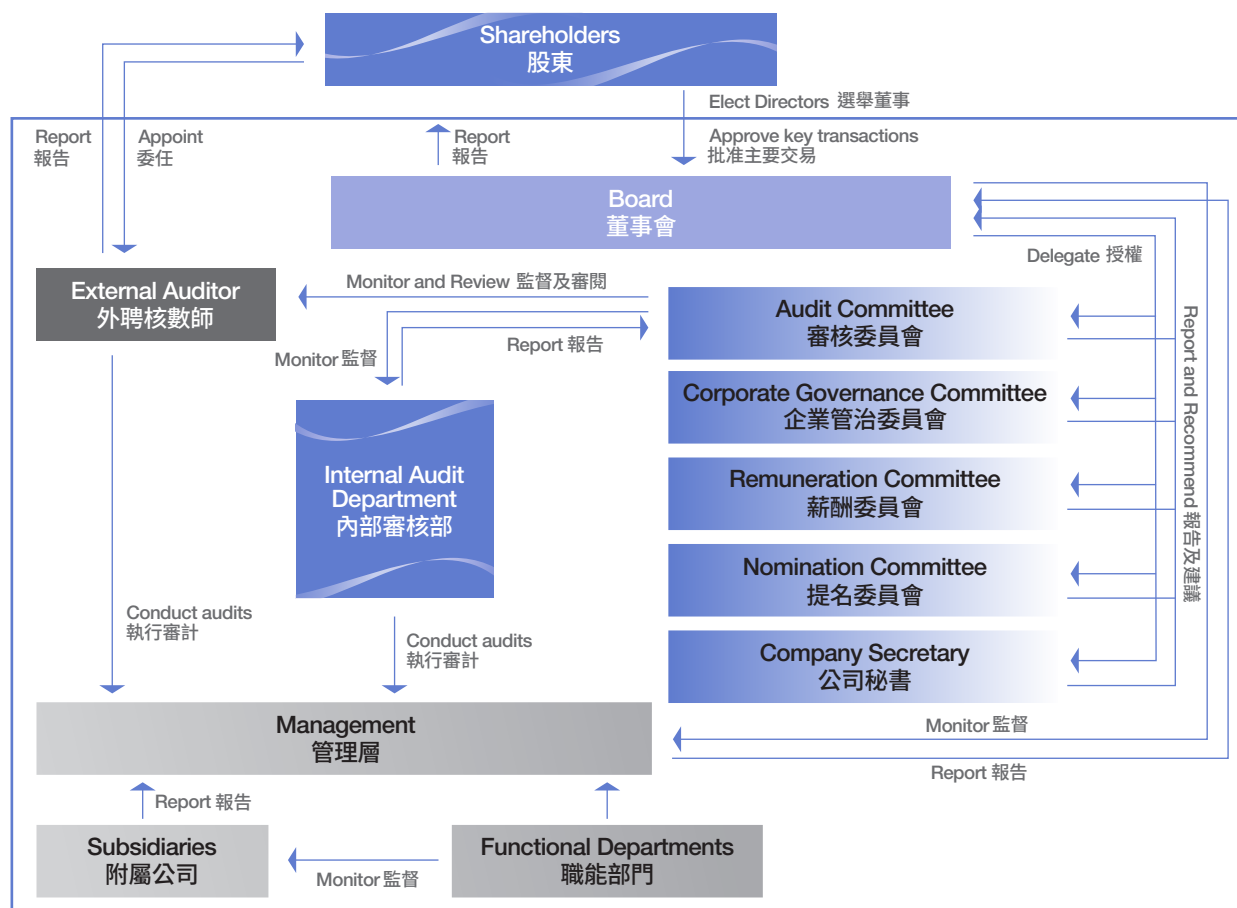 Shareholders
股東
Elect Directors 選舉董事
Report
報告
Appoint
委任
Report
報告
Approve key transactions
批准主要交易
Board
董事會
Delegate 授權
External Auditor
外聘核數師
Monitor and Review 監督及審閱
Audit Committee
審核委員會
Monitor 監督
Report 報告
Report and Recommend 報告及建議
Corporate Governance Committee
企業管治委員會
Internal Audit
Department
內部審核部
Remuneration Committee
薪酬委員會
Nomination Committee
提名委員會
Conduct audits
執行審計
Conduct audits
執行審計
Company Secretary
公司秘書
Management
管理層
Monitor 監督
Report 報告
Report 報告
Subsidiaries
附屬公司
Monitor 監督
Functional Departments
職能部門